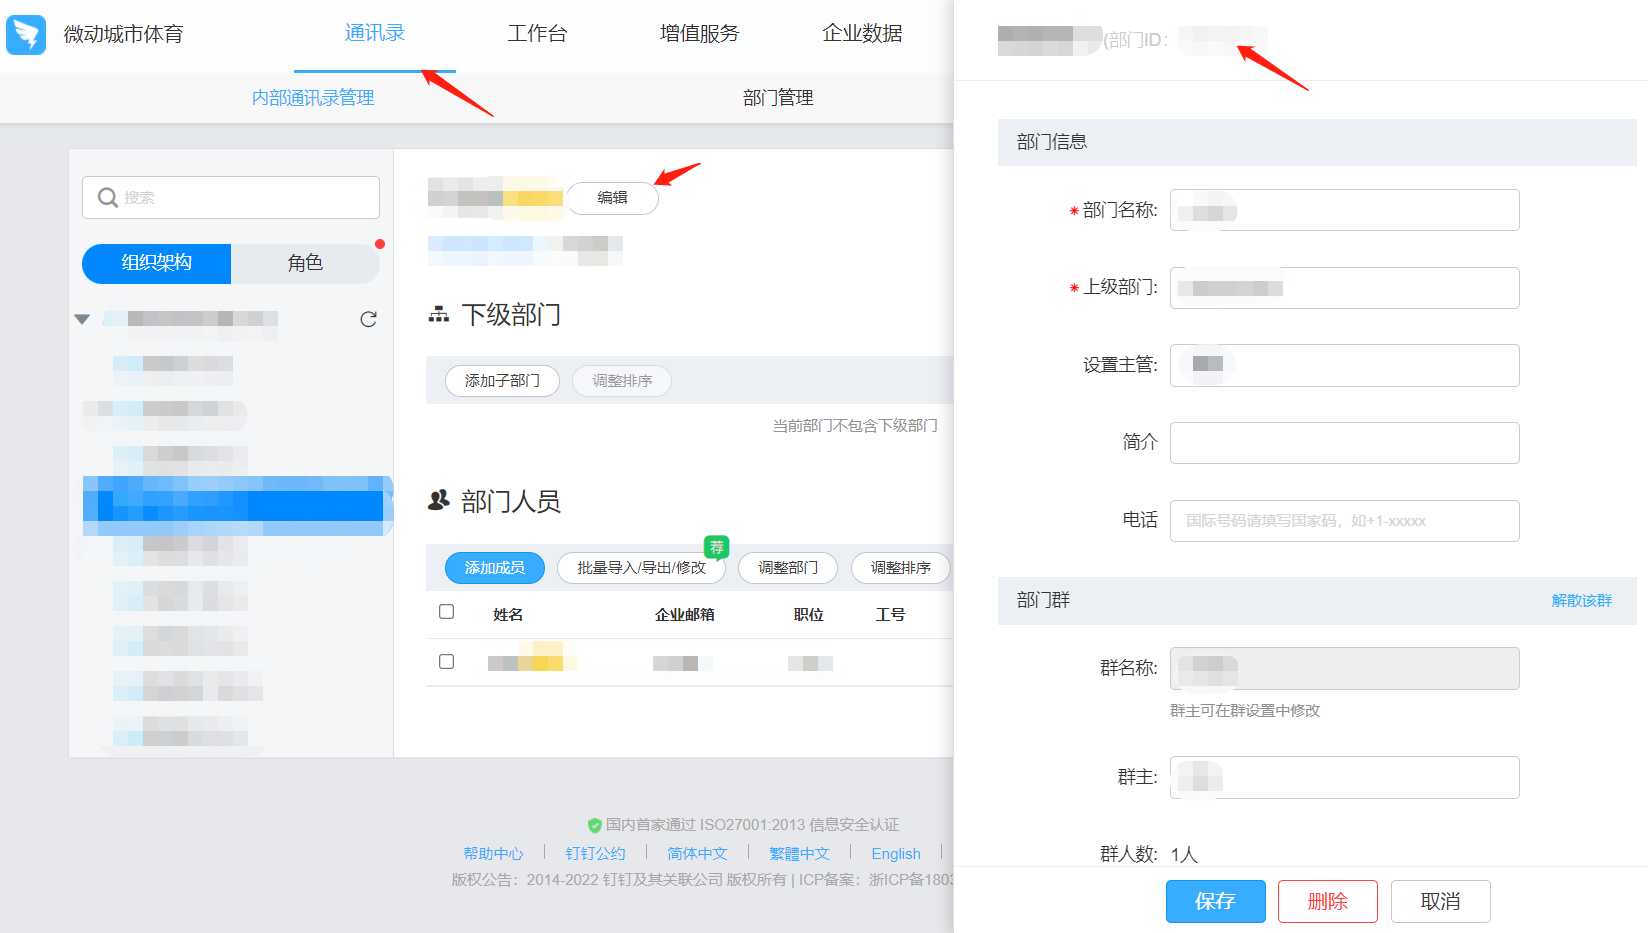 微动城市体育
通讯录
工作台
增值服务
企业数据
内部通讯录管理
部门管理
搜索
组织架构
角色
编辑
下级部门
添加子部门
调整排序
当前部门不包含下级部门
部门人员
添加成员
批量导入/导出/修改
荐
调整部门
调整排序
姓名
企业邮箱
职位
工号
国内首家通过 ISO27001:2013 信息安全认证
帮助中心
钉钉公约
简体中文
繁體中文
English
版权公告：2014-2022 钉钉及其关联公司 版权所有 | ICP备案：浙ICP备1803
(部门ID：
部门信息
*部门名称:
*上级部门:
设置主管:
简介
电话
国际号码请填写国家码，如+1-xxxxx
部门群
解散该群
群名称:
群主可在群设置中修改
群主:
群人数: 1人
保存
删除
取消